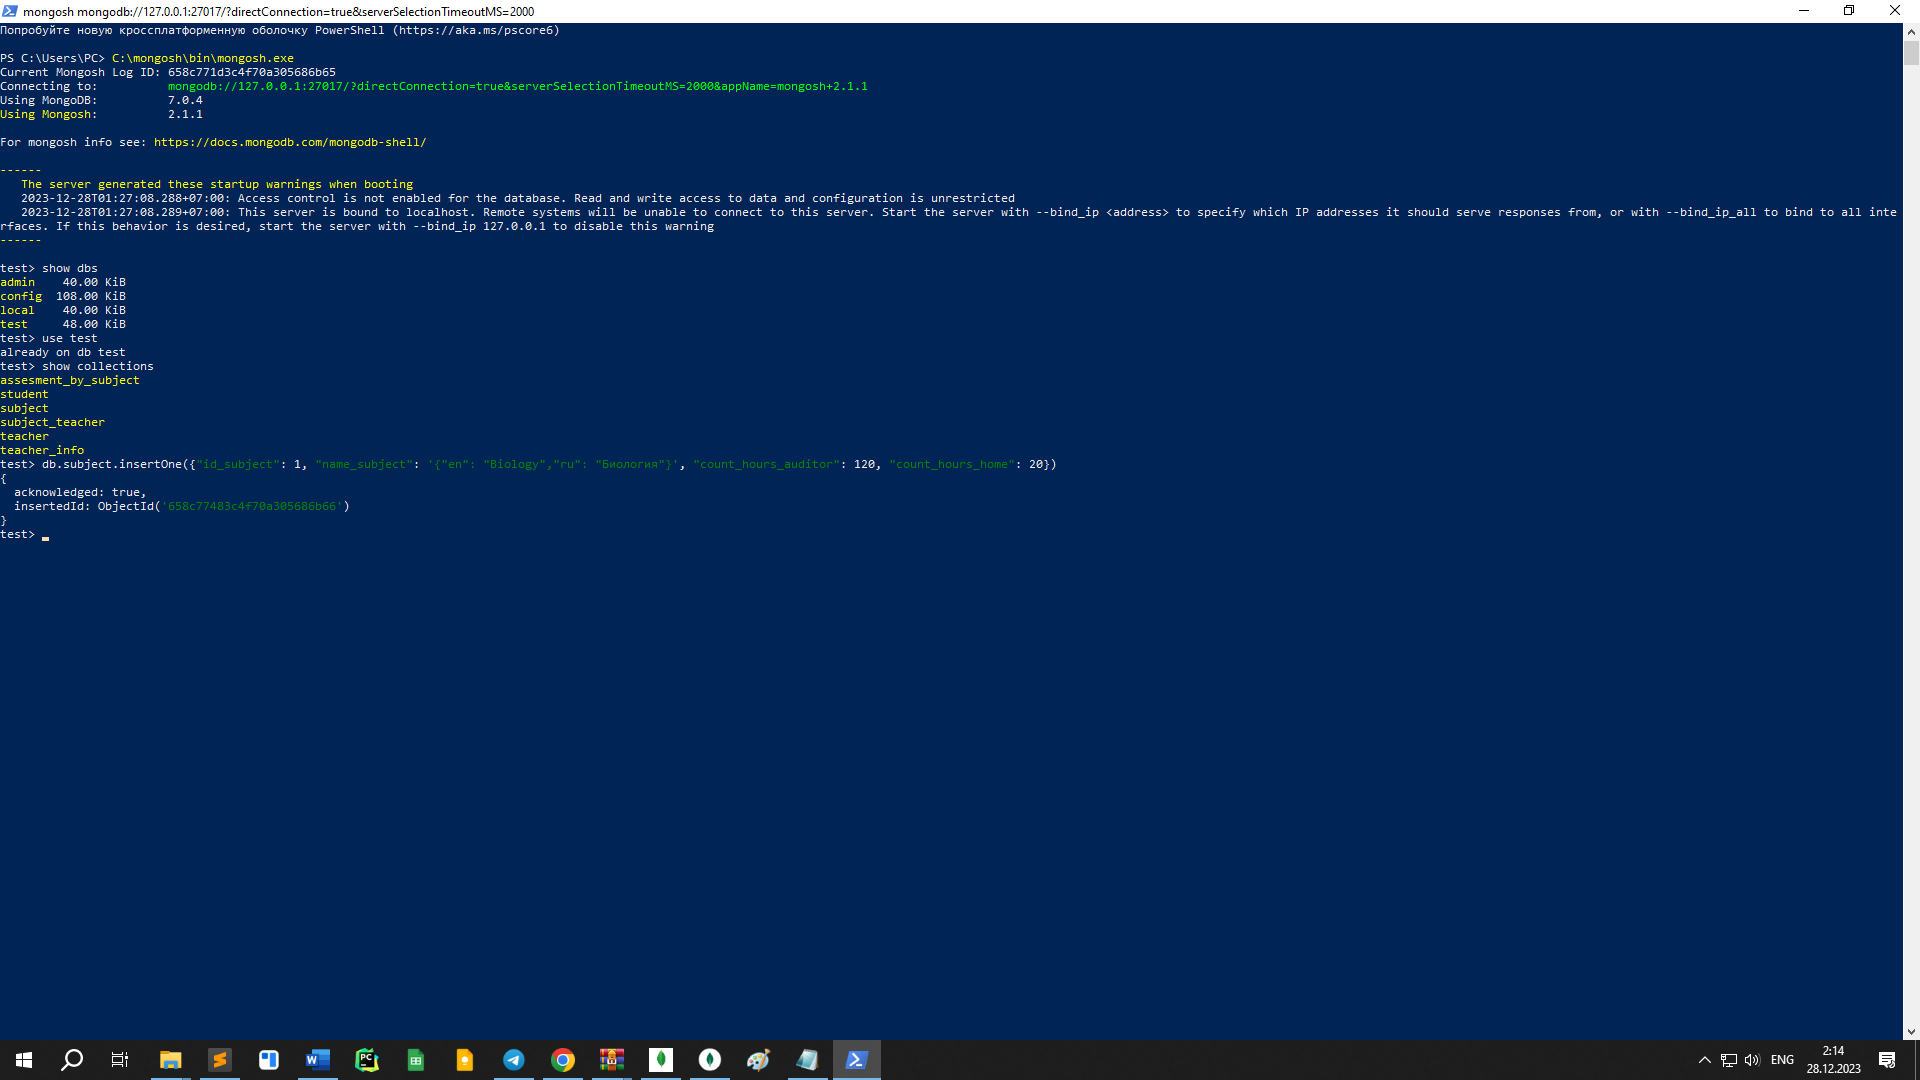 mongosh mongodb://127.0.0.1:27017/?directConnection=true&serverSelectionTimeoutMS=2000
Попробуйте новую кроссплатформенную оболочку PowerShell (https://aka.ms/pscore6)
PS C:\Users\PC> C:\mongosh\bin\mongosh.exe
Current Mongosh Log ID: 658c771d3c4f70a305686b65
Connecting to:          mongodb://127.0.0.1:27017/?directConnection=true&serverSelectionTimeoutMS=2000&appName=mongosh+2.1.1
Using MongoDB:          7.0.4
Using Mongosh:          2.1.1
For mongosh info see: https://docs.mongodb.com/mongodb-shell/
------
   The server generated these startup warnings when booting
   2023-12-28T01:27:08.288+07:00: Access control is not enabled for the database. Read and write access to data and configuration is unrestricted
   2023-12-28T01:27:08.289+07:00: This server is bound to localhost. Remote systems will be unable to connect to this server. Start the server with --bind_ip <address> to specify which IP addresses it should serve responses from, or with --bind_ip_all to bind to all inte
rfaces. If this behavior is desired, start the server with --bind_ip 127.0.0.1 to disable this warning
------
test> show dbs
admin    40.00 KiB
config  108.00 KiB
local    40.00 KiB
test     48.00 KiB
test> use test
already on db test
test> show collections
assesment_by_subject
student
subject
subject_teacher
teacher
teacher_info
test> db.subject.insertOne({"id_subject": 1, "name_subject": '{"en": "Biology","ru": "Биология"}', "count_hours_auditor": 120, "count_hours_home": 20})
{
  acknowledged: true,
  insertedId: ObjectId('658c77483c4f70a305686b66')
}
test>
ENG
2:14
28.12.2023